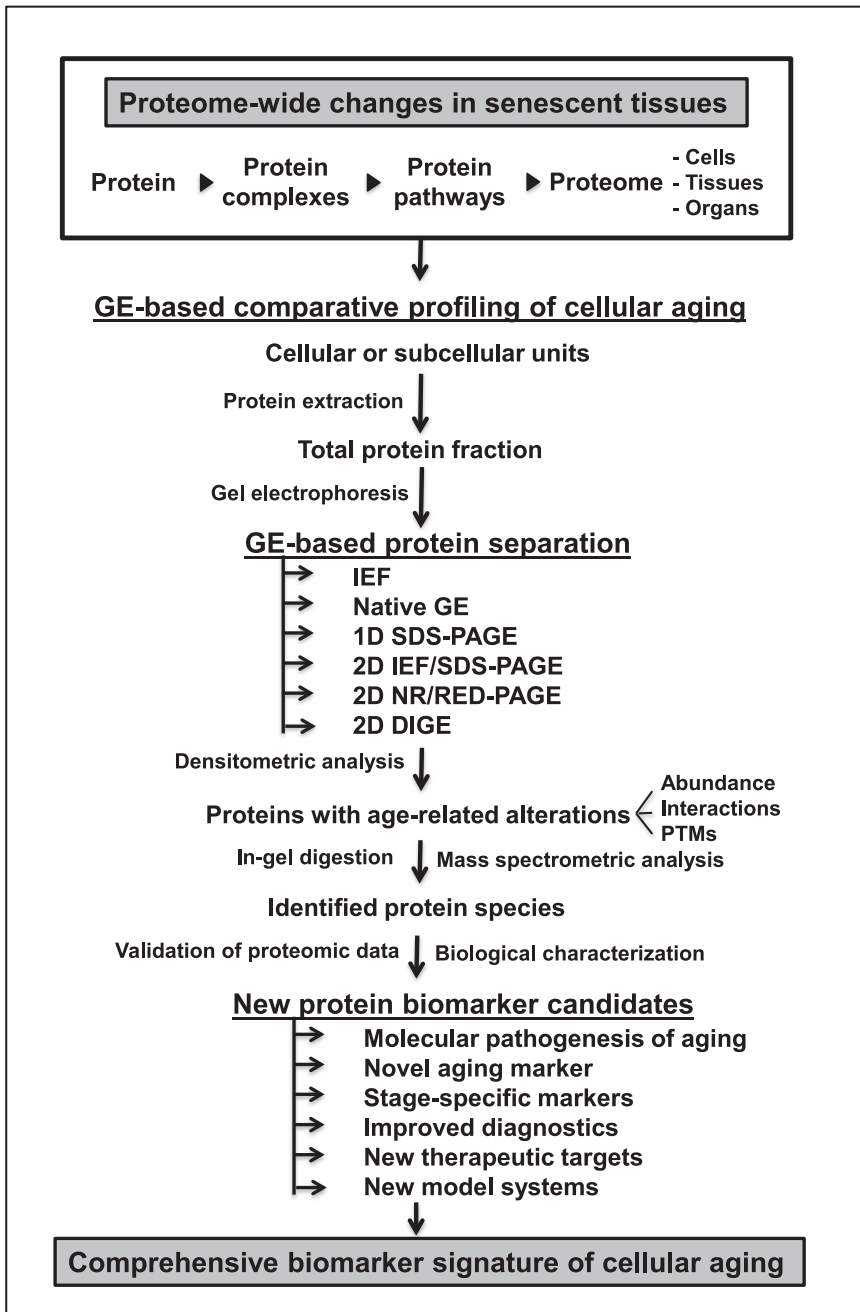 Proteome-wide changes in senescent tissues
Protein
Protein
complexes
Protein
pathways
Proteome
- Cells
- Tissues
- Organs
GE-based comparative profiling of cellular aging
Cellular or subcellular units
Protein extraction
Total protein fraction
Gel electrophoresis
GE-based protein separation
IEF
Native GE
1D SDS-PAGE
2D IEF/SDS-PAGE
2D NR/RED-PAGE
2D DIGE
Densitometric analysis
Proteins with age-related alterations
Abundance
Interactions
PTMs
In-gel digestion
Mass spectrometric analysis
Identified protein species
Validation of proteomic data
Biological characterization
New protein biomarker candidates
Molecular pathogenesis of aging
Novel aging marker
Stage-specific markers
Improved diagnostics
New therapeutic targets
New model systems
Comprehensive biomarker signature of cellular aging